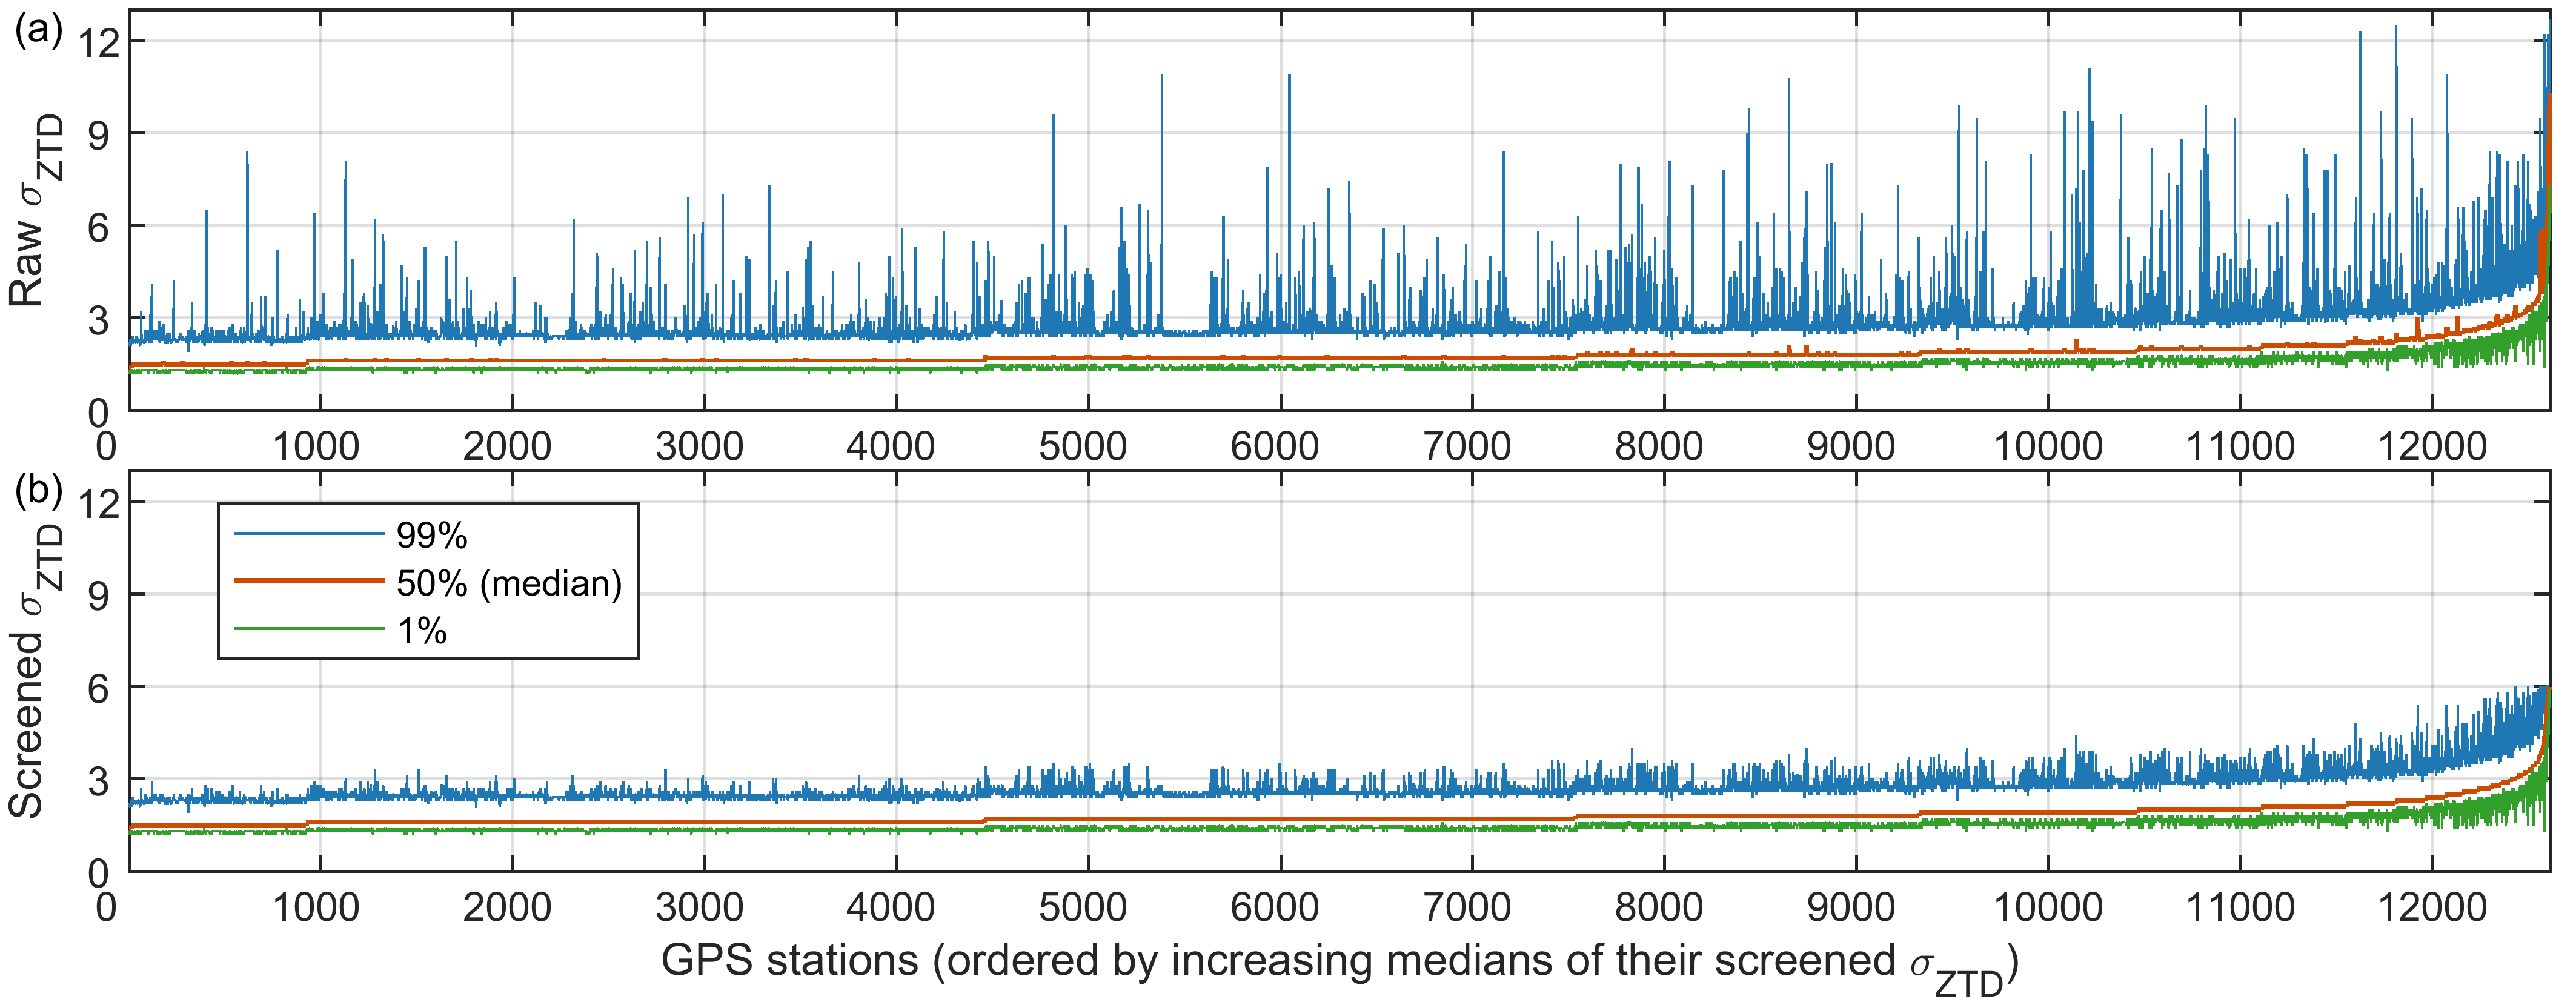 (a)
Raw σZTD
12
9
6
3
0
0 1000 2000 3000 4000 5000 6000 7000 8000 9000 10000 11000 12000
(b)
Screened σZTD
12
9
6
3
0
99%
50% (median)
1%
0 1000 2000 3000 4000 5000 6000 7000 8000 9000 10000 11000 12000
GPS stations (ordered by increasing medians of their screened σZTD)